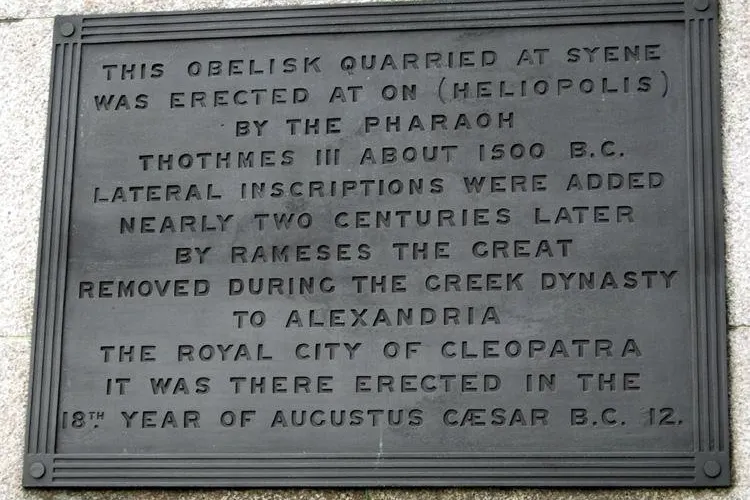 THIS OBELISK QUARRIED AT SYENE
WAS ERECTED AT ON (HELIOPOLIS)
BY THE PHARAOH
THOTHMES III ABOUT 1500 B.C.
LATERAL INSCRIPTIONS WERE ADDED
NEARLY TWO CENTURIES LATER
BY RAMESES THE GREAT
REMOVED DURING THE GREEK DYNASTY
TO ALEXANDRIA
THE ROYAL CITY OF CLEOPATRA
IT WAS THERE ERECTED IN THE
18TH YEAR OF AUGUSTUS CÆSAR B.C. 12.